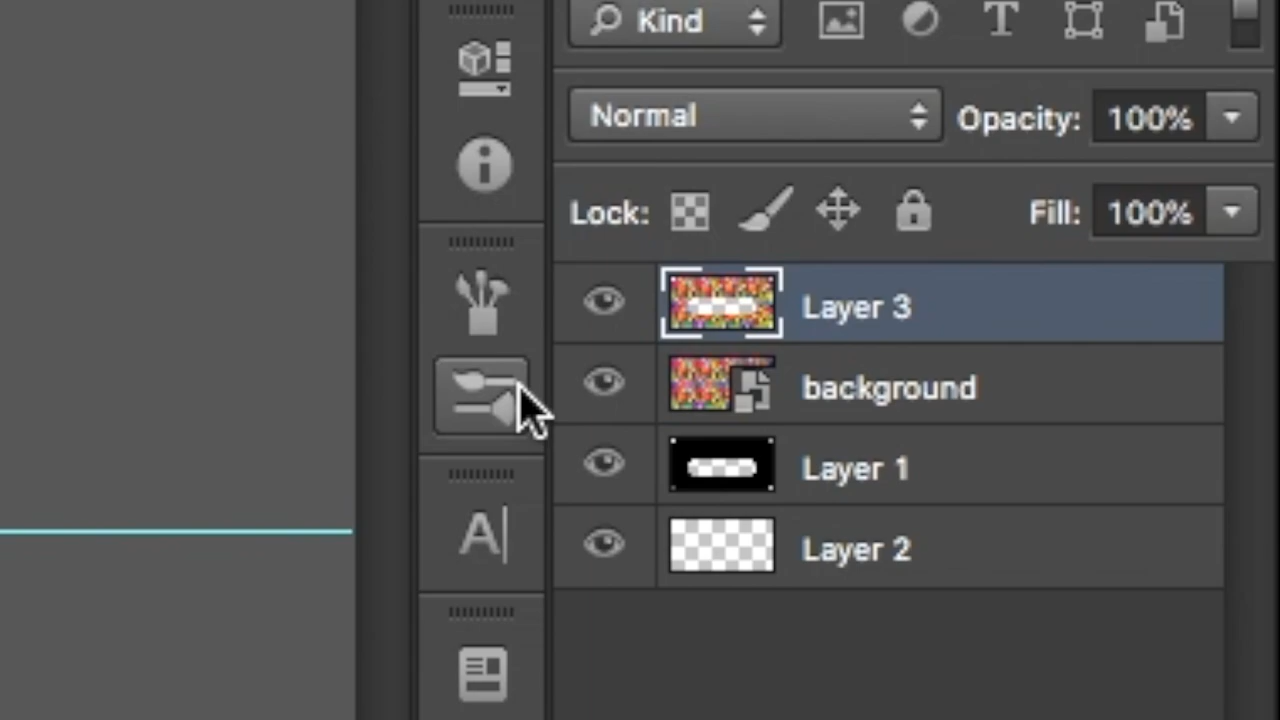 Kind
Normal
Opacity: 100%
Lock:
Fill: 100%
Layer 3
background
Layer 1
Layer 2